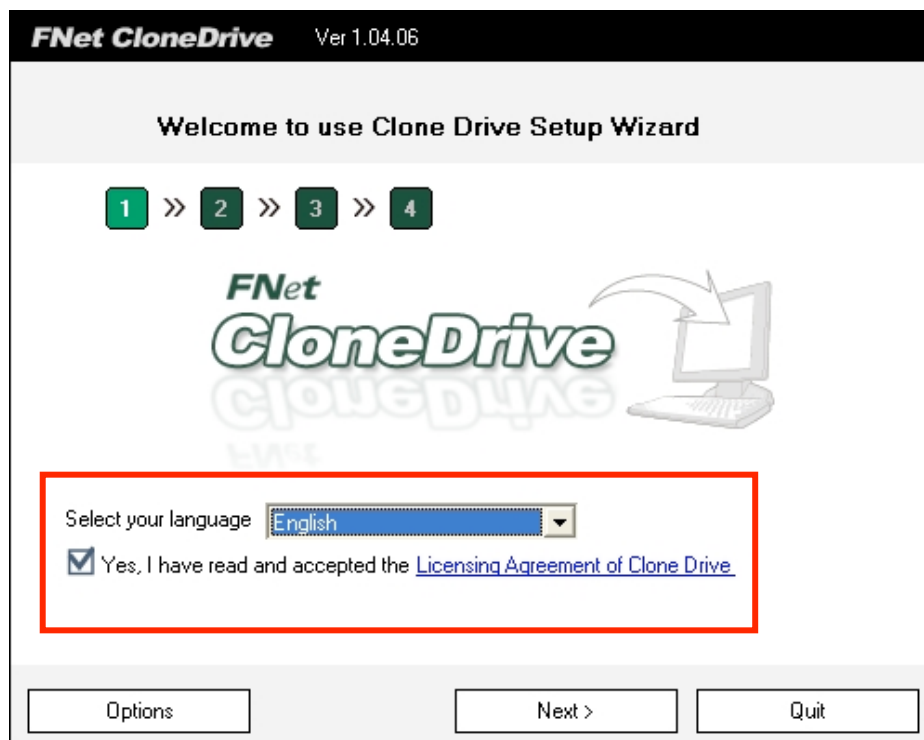 FNet CloneDrive Ver 1.04.06
Welcome to use Clone Drive Setup Wizard
1 » 2 » 3 » 4
FNet
CloneDrive
Select your language English
Yes, I have read and accepted the Licensing Agreement of Clone Drive
Options Next > Quit